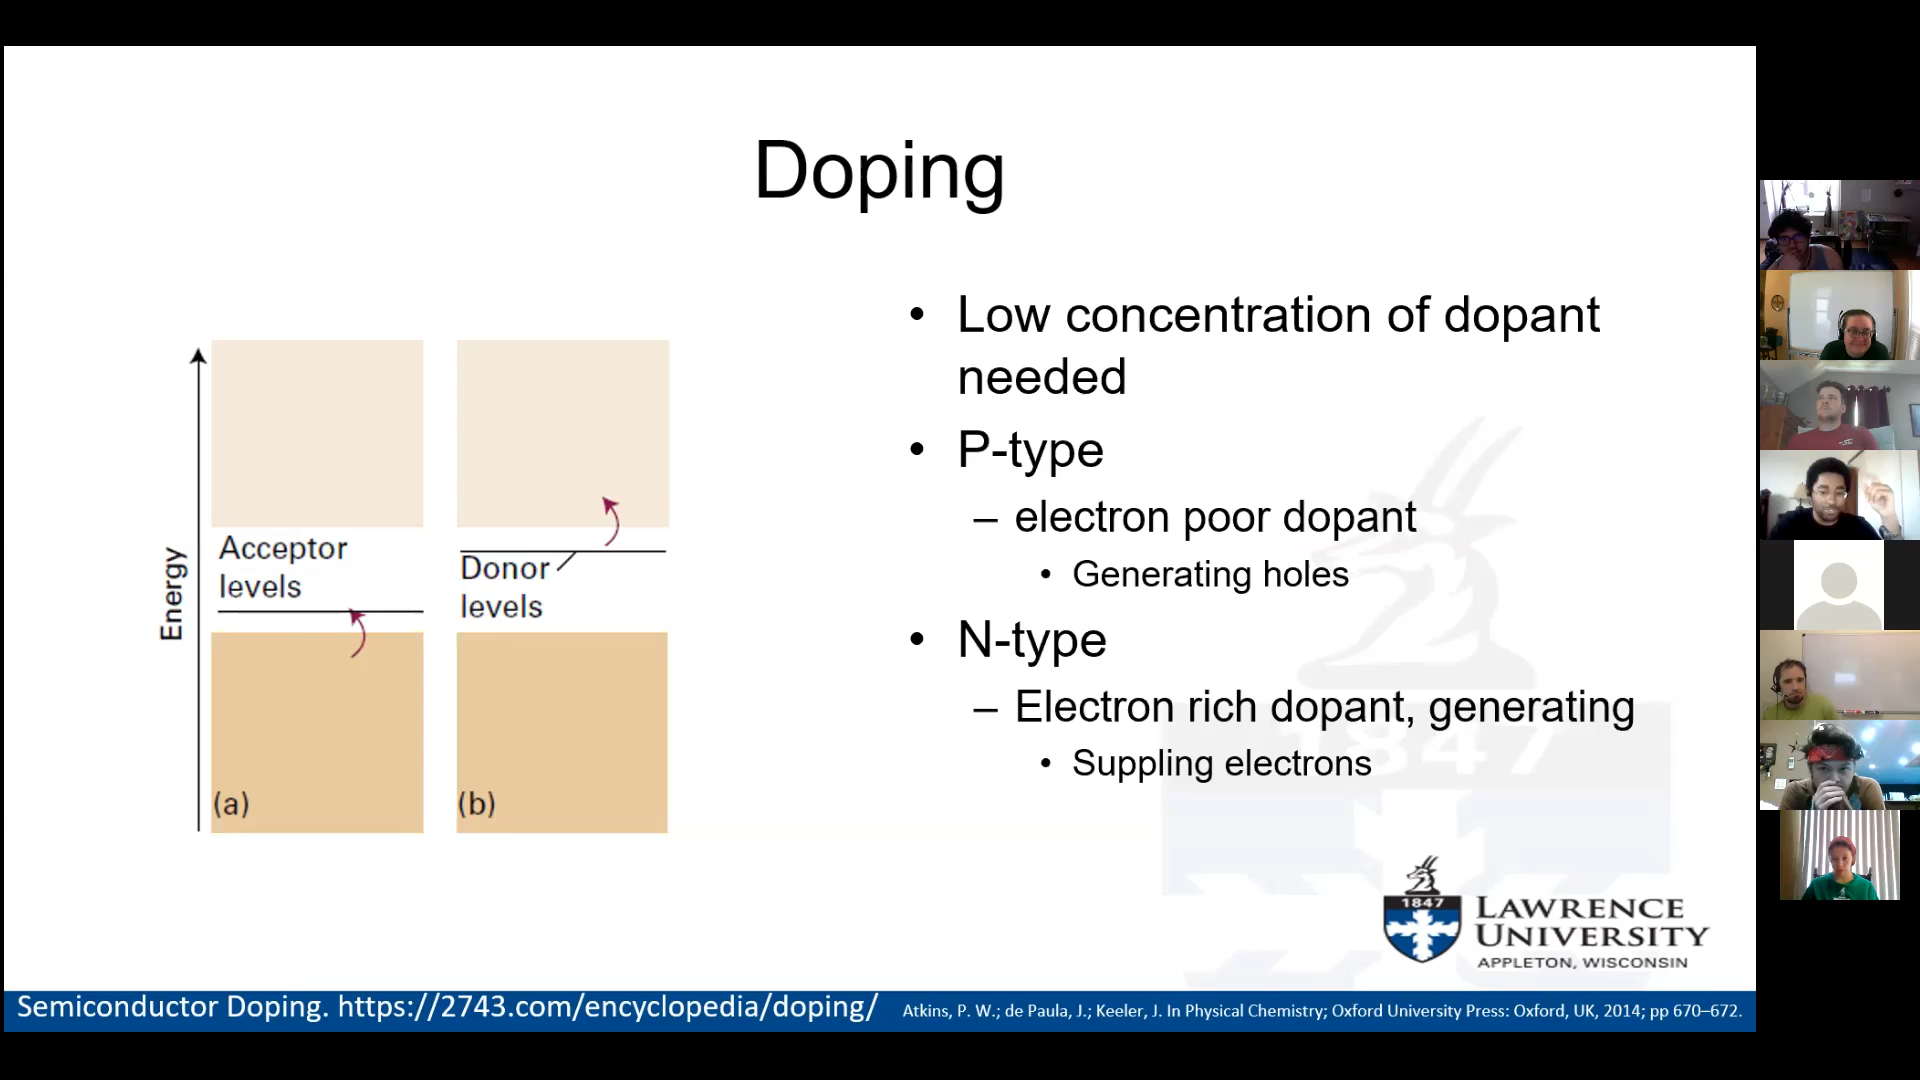 Doping
• Low concentration of dopant
needed
• P-type
– electron poor dopant
• Generating holes
• N-type
– Electron rich dopant, generating
• Suppling electrons
Energy
Acceptor
levels
(a)
Donor
levels
(b)
1847
1847
LAWRENCE
UNIVERSITY
APPLETON, WISCONSIN
Semiconductor Doping. https://2743.com/encyclopedia/doping/
Atkins, P. W.; de Paula, J.; Keeler, J. In Physical Chemistry; Oxford University Press: Oxford, UK, 2014; pp 670–672.